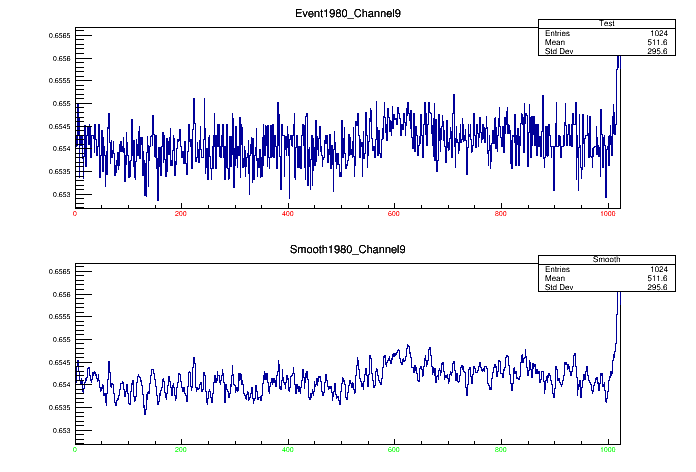 Event1980_Channel9
Test
Entries 1024
Mean 511.6
Std Dev 295.6
0.6565
0.656
0.6555
0.655
0.6545
0.654
0.6535
0.653
0 200 400 600 800 1000
Smooth1980_Channel9
Smooth
Entries 1024
Mean 511.6
Std Dev 295.6
0.6565
0.656
0.6555
0.655
0.6545
0.654
0.6535
0.653
0 200 400 600 800 1000